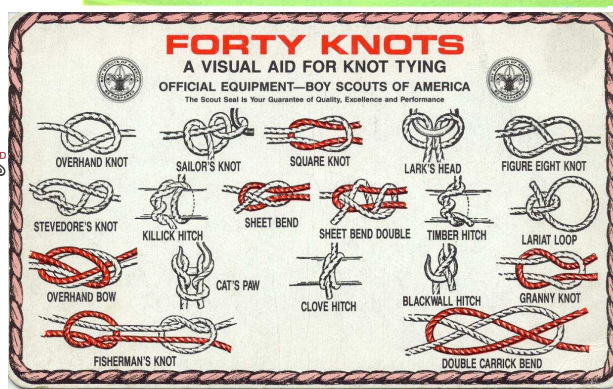 FORTY KNOTS
A VISUAL AID FOR KNOT TYING
OFFICIAL EQUIPMENT—BOY SCOUTS OF AMERICA
The Scout Seal is Your Guarantee of Quality, Excellence and Performance
OVERHAND KNOT
SAILOR'S KNOT
SQUARE KNOT
LARK'S HEAD
FIGURE EIGHT KNOT
STEVEDORE'S KNOT
KILLICK HITCH
SHEET BEND
SHEET BEND DOUBLE
TIMBER HITCH
LARIAT LOOP
OVERHAND BOW
CAT'S PAW
CLOVE HITCH
BLACKWALL HITCH
GRANNY KNOT
FISHERMAN'S KNOT
DOUBLE CARRICK BEND